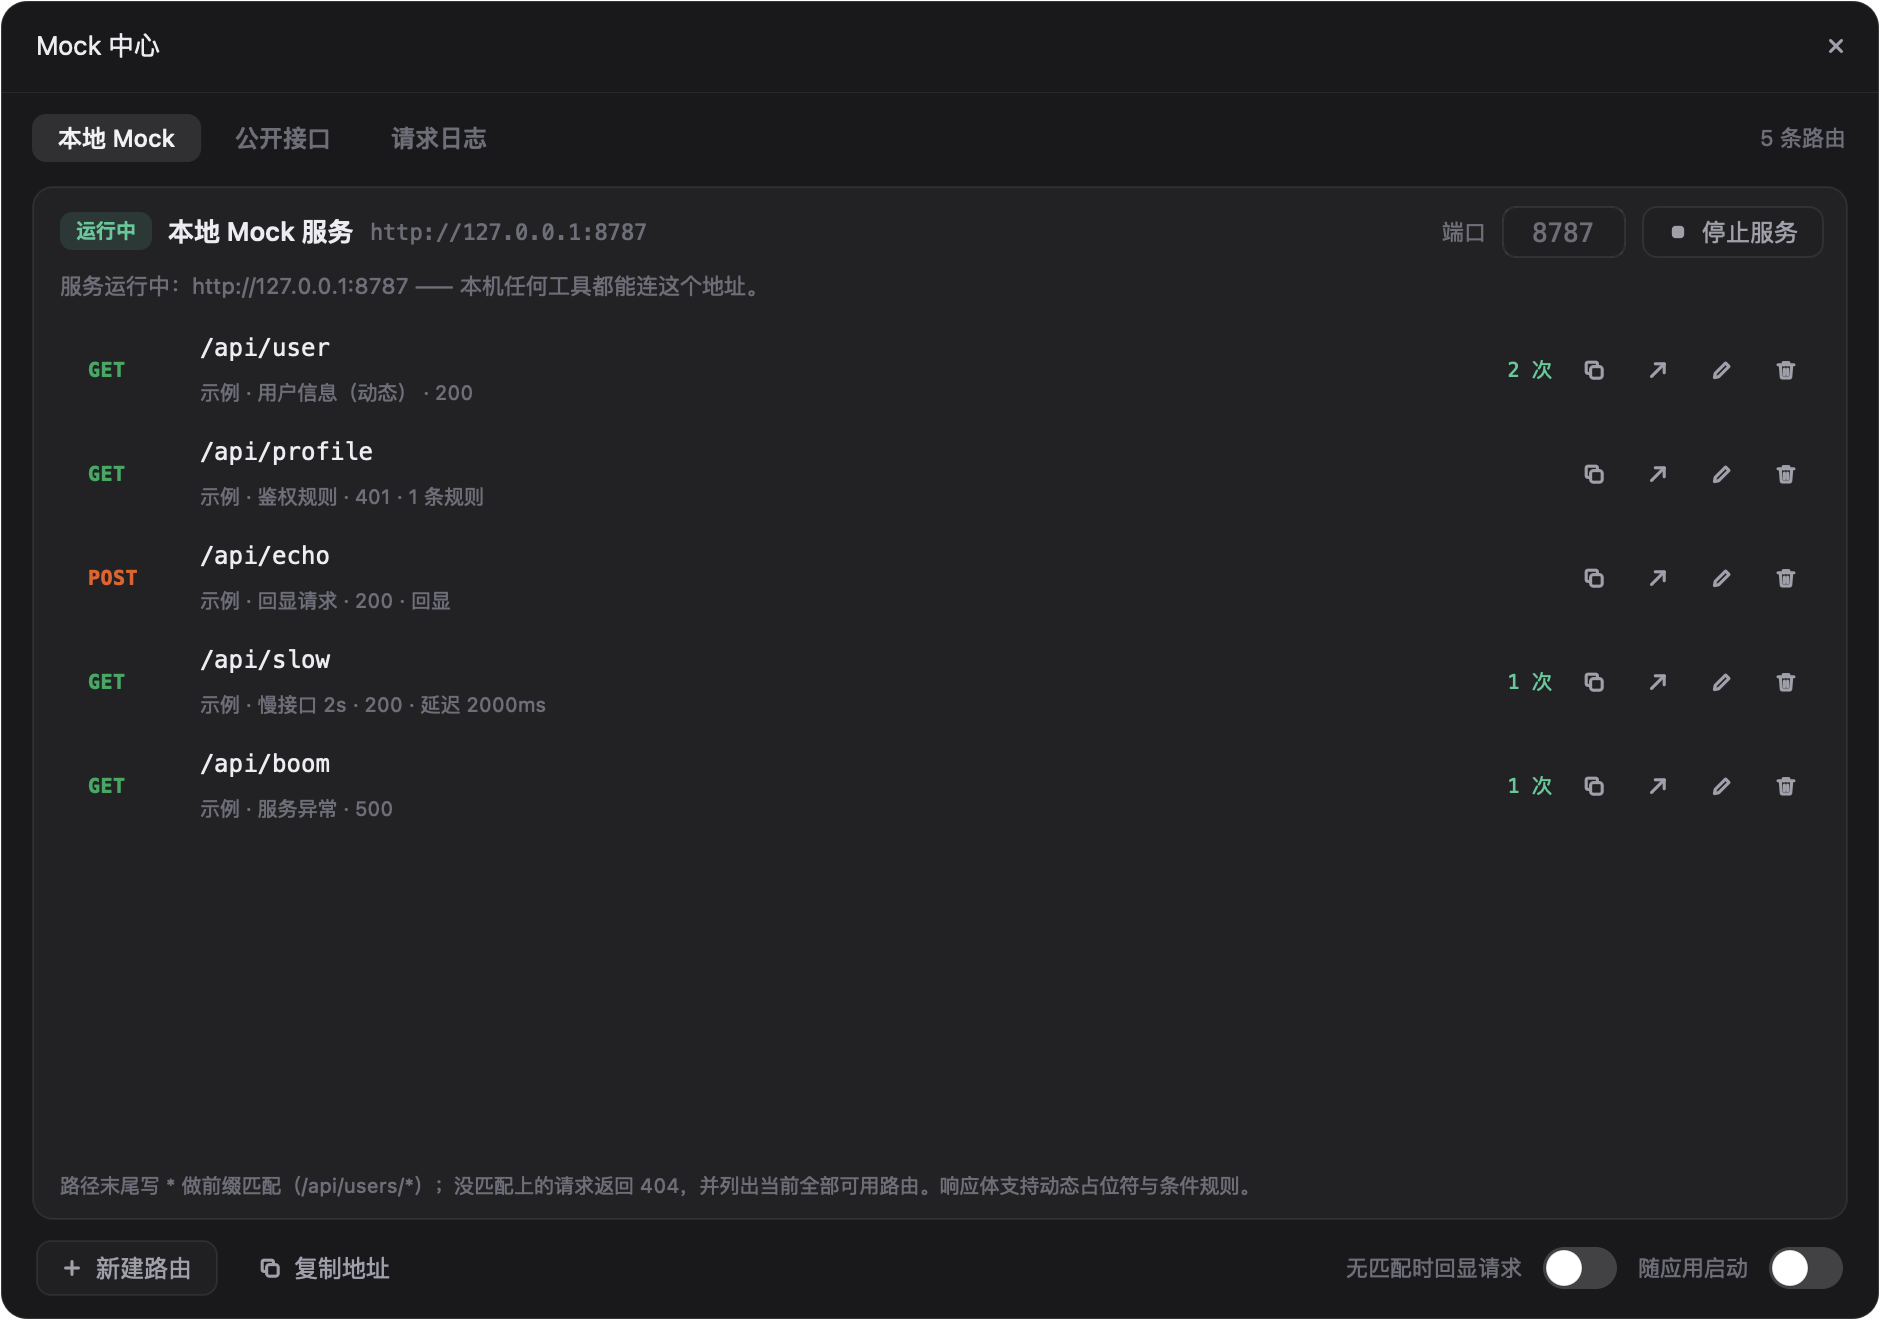 Mock 中心
本地 Mock 公开接口 请求日志 5 条路由
运行中 本地 Mock 服务 http://127.0.0.1:8787 端口 8787 停止服务
服务运行中：http://127.0.0.1:8787 —— 本机任何工具都能连这个地址。
/api/user
GET 2 次
示例 · 用户信息（动态） · 200
/api/profile
GET
示例 · 鉴权规则 · 401 · 1 条规则
/api/echo
POST
示例 · 回显请求 · 200 · 回显
/api/slow
GET 1 次
示例 · 慢接口 2s · 200 · 延迟 2000ms
/api/boom
GET 1 次
示例 · 服务异常 · 500
路径末尾写 * 做前缀匹配（/api/users/*）；没匹配上的请求返回 404，并列出当前全部可用路由。响应体支持动态占位符与条件规则。
新建路由 复制地址 无匹配时回显请求 随应用启动